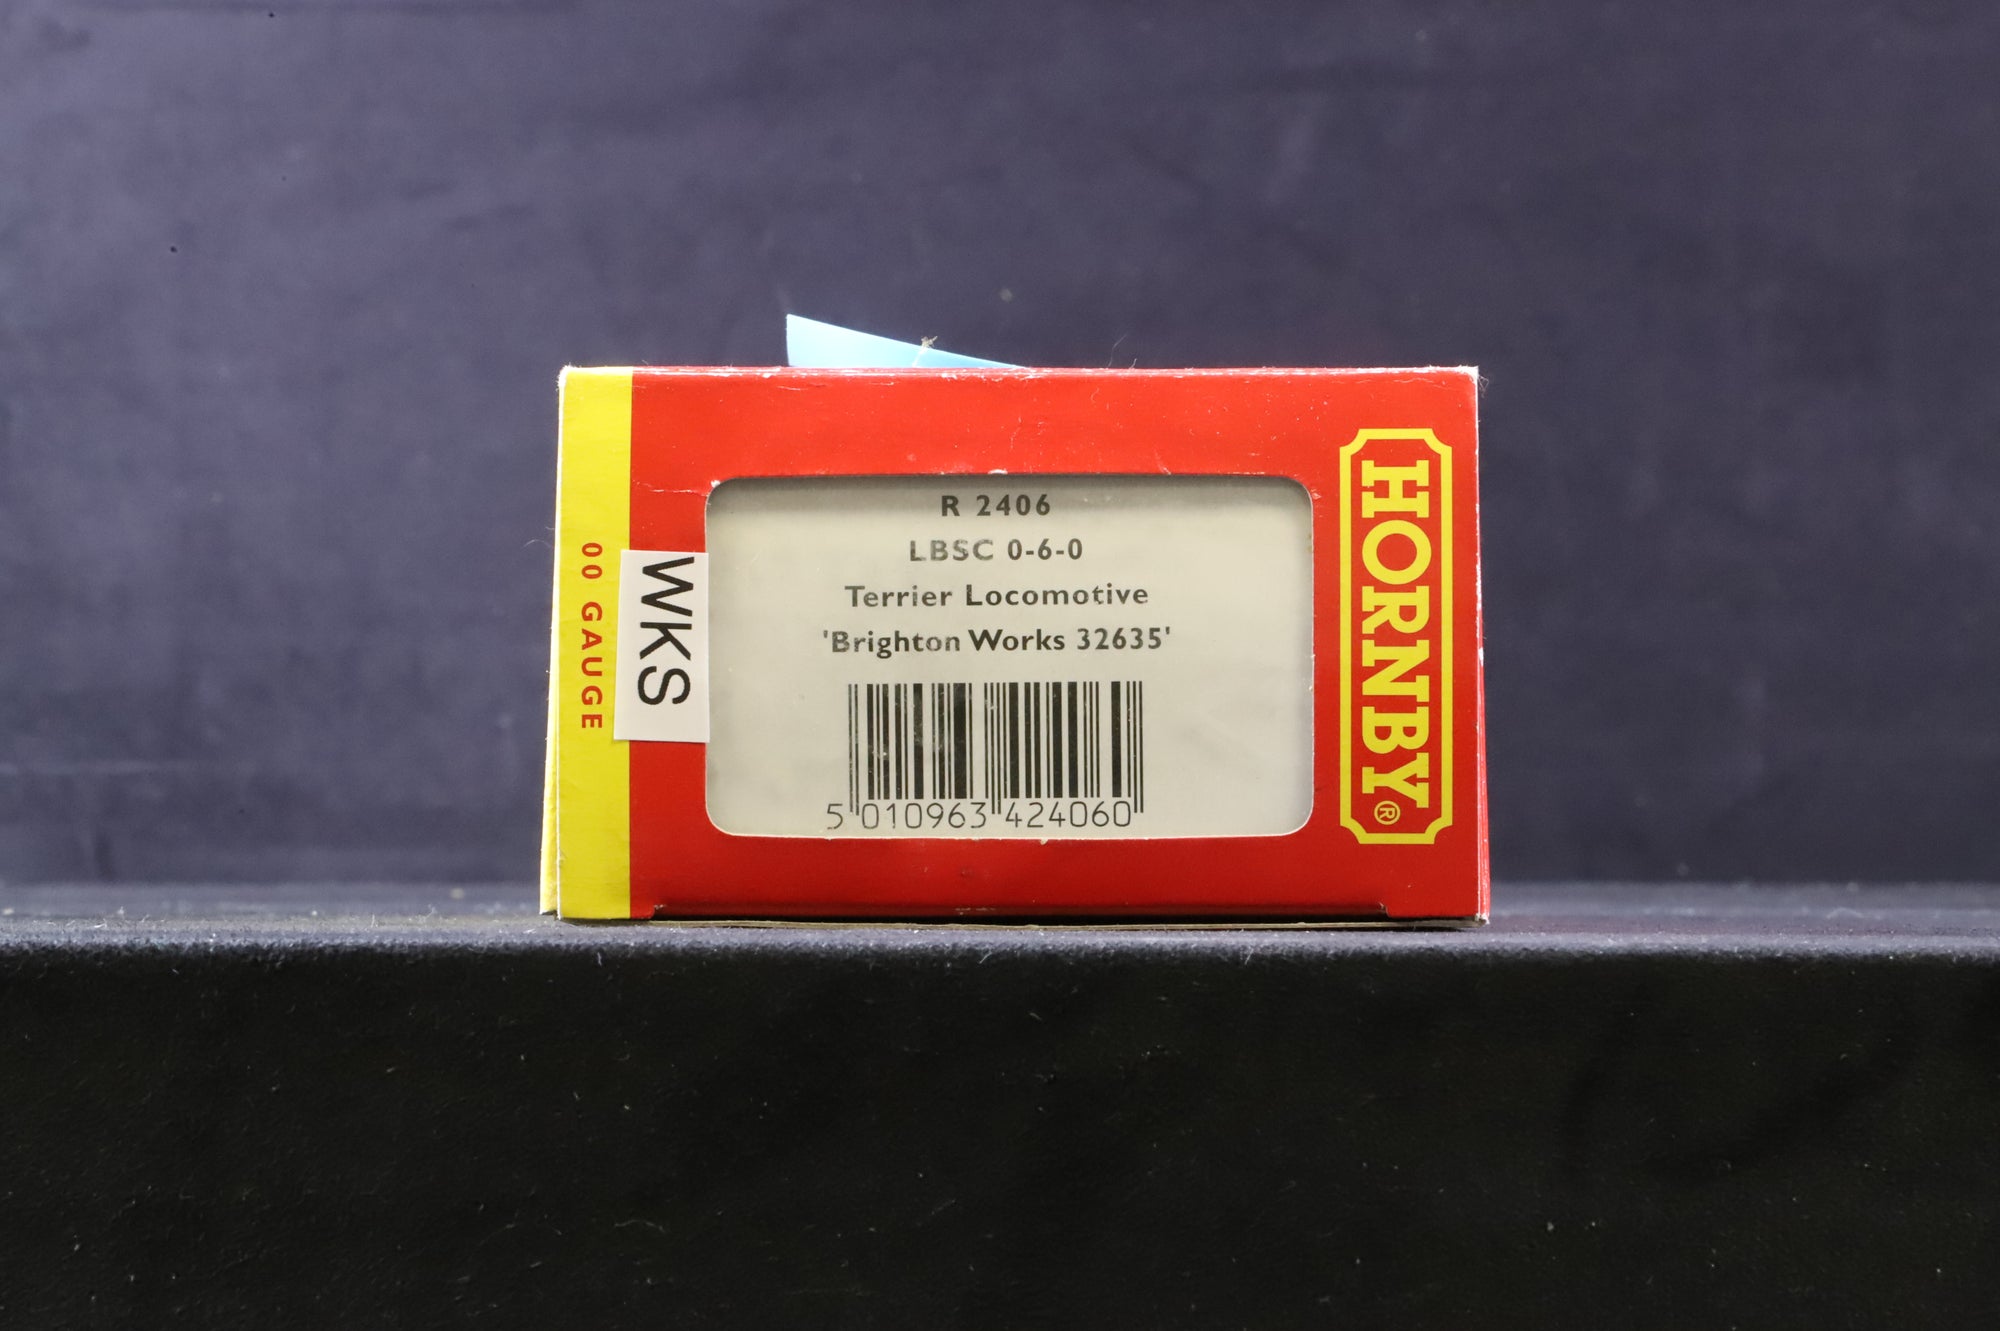 00 GAUGE
WKS
R 2406
LBSC 0-6-0
Terrier Locomotive
'Brighton Works 32635'
5 010963 424060
HORNBY®